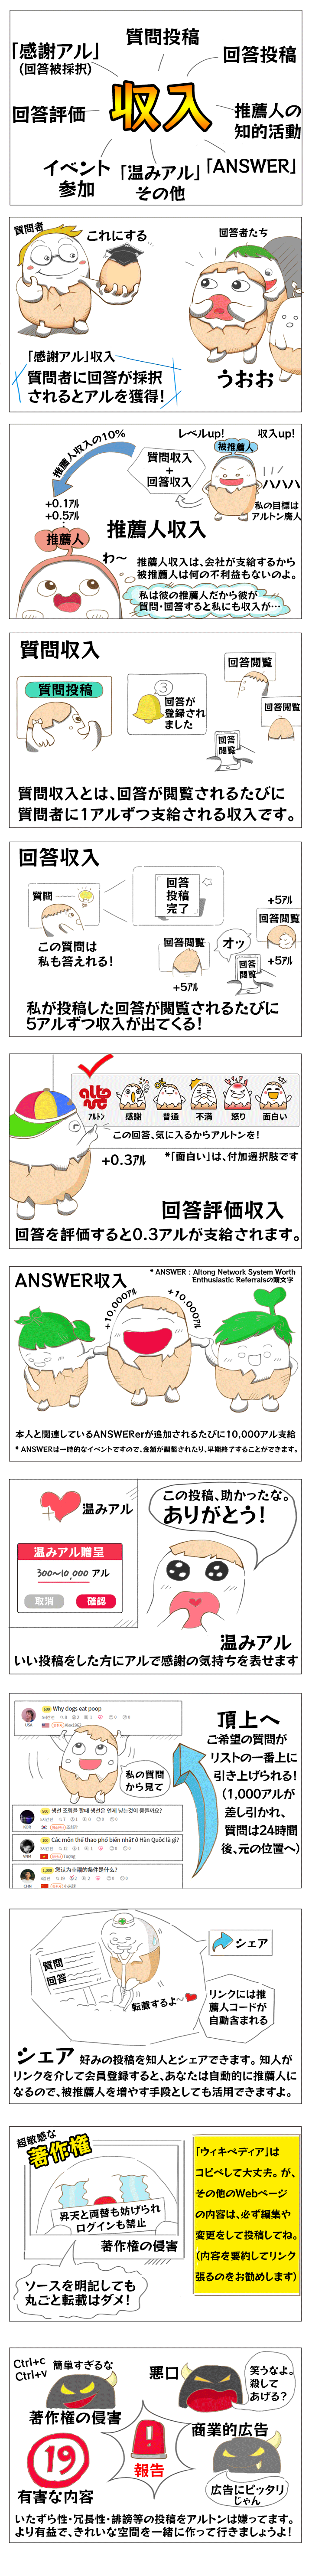 質問投稿
「感謝アル」
(回答被採択)
回答投稿
回答評価
収入
推薦人の
知的活動
イベント
参加
「温みアル」
その他
「ANSWER」
質問者
これにする
回答者たち
「感謝アル」収入
質問者に回答が採択
されるとアルを獲得！
うおお
推薦人収入の10%
レベルup!
収入up!
質問収入
+
回答収入
被推薦人
ハハハ
私の目標は
アルトン廃人
+0.1アル
+0.5アル
推薦人
推薦人収入
わ〜
推薦人収入は、会社が支給するから
被推薦人は何の不利益もないのよ。
私は彼の推薦人だから彼が
質問・回答すると私にも収入が…
質問収入
質問投稿
3
回答が
登録され
ました
回答閲覧
回答閲覧
回答
閲覧
質問収入とは、回答が閲覧されるたびに
質問者に1アルずつ支給される収入です。
回答収入
質問
回答
投稿
完了
この質問は
私も答えれる！
回答閲覧
+5アル
オッ
+5アル
回答閲覧
回答
閲覧
+5アル
私が投稿した回答が閲覧されるたびに
5アルずつ収入が出てくる！
アルトン
感謝
普通
不満
怒り
面白い
この回答、気に入るからアルトンを！
+0.3アル
*「面白い」は、付加選択肢です
回答評価収入
回答を評価すると0.3アルが支給されます。
ANSWER収入
* ANSWER : Altong Network System Worth
Enthusiastic Referralsの頭文字
+10,000アル
+10,000アル
本人と関連しているANSWERerが追加されるたびに10,000アル支給
* ANSWERは一時的なイベントですので、金額が調整されたり、早期終了することができます。
温みアル
温みアル贈呈
300~10,000 アル
取消
確認
この投稿、助かったな。
ありがとう！
温みアル
いい投稿をした方にアルで感謝の気持ちを表せます
Why dogs eat poop
USA
私の質問
から見て
생선 조림을 할때 생선은 언제 넣는것이 좋을까요?
KOR
Các môn thể thao phổ biến nhất ở Hàn Quốc là gì?
VNM
您认为幸福的条件是什么?
CHN
頂上へ
ご希望の質問が
リストの一番上に
引き上げられる！
(1,000アルが
差し引かれ、
質問は24時間
後、元の位置へ)
質問
回答
転載するよ〜
シェア
リンクには推
薦人コードが
自動含まれる
シェア 好みの投稿を知人とシェアできます。知人が
リンクを介して会員登録すると、あなたは自動的に推薦人に
なるので、被推薦人を増やす手段としても活用できますよ。
超敏感な
著作権
昇天と両替も妨げられ
ログインも禁止
著作権の侵害
ソースを明記しても
丸ごと転載はダメ！
「ウィキペディア」は
コピペして大丈夫。が、
その他のWebページ
の内容は、必ず編集や
変更をして投稿してね。
(内容を要約してリンク
張るのをお勧めします)
Ctrl+c
Ctrl+v
簡単すぎるな
著作権の侵害
悪口
笑うなよ。
殺して
あげる？
19
有害な内容
報告
商業的広告
広告にピッタリ
じゃん
いたずら性・冗長性・誹謗等の投稿をアルトンは嫌ってます。
より有益で、きれいな空間を一緒に作って行きましょうよ！